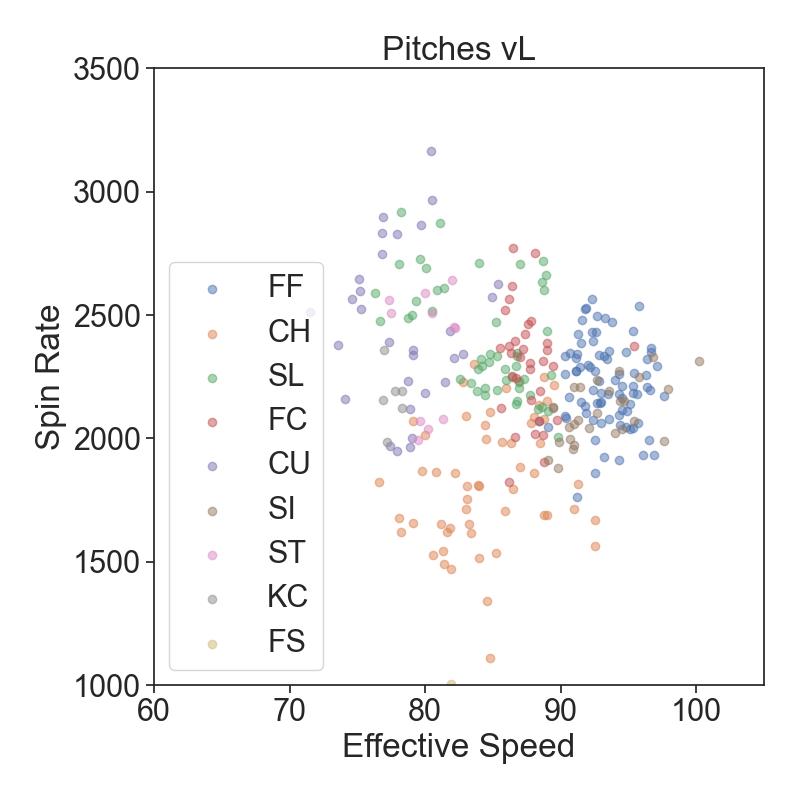 Pitches vL
3500
3000
2500
2000
1500
1000
Spin Rate
FF
CH
SL
FC
CU
SI
ST
KC
FS
60
70
80
90
100
Effective Speed